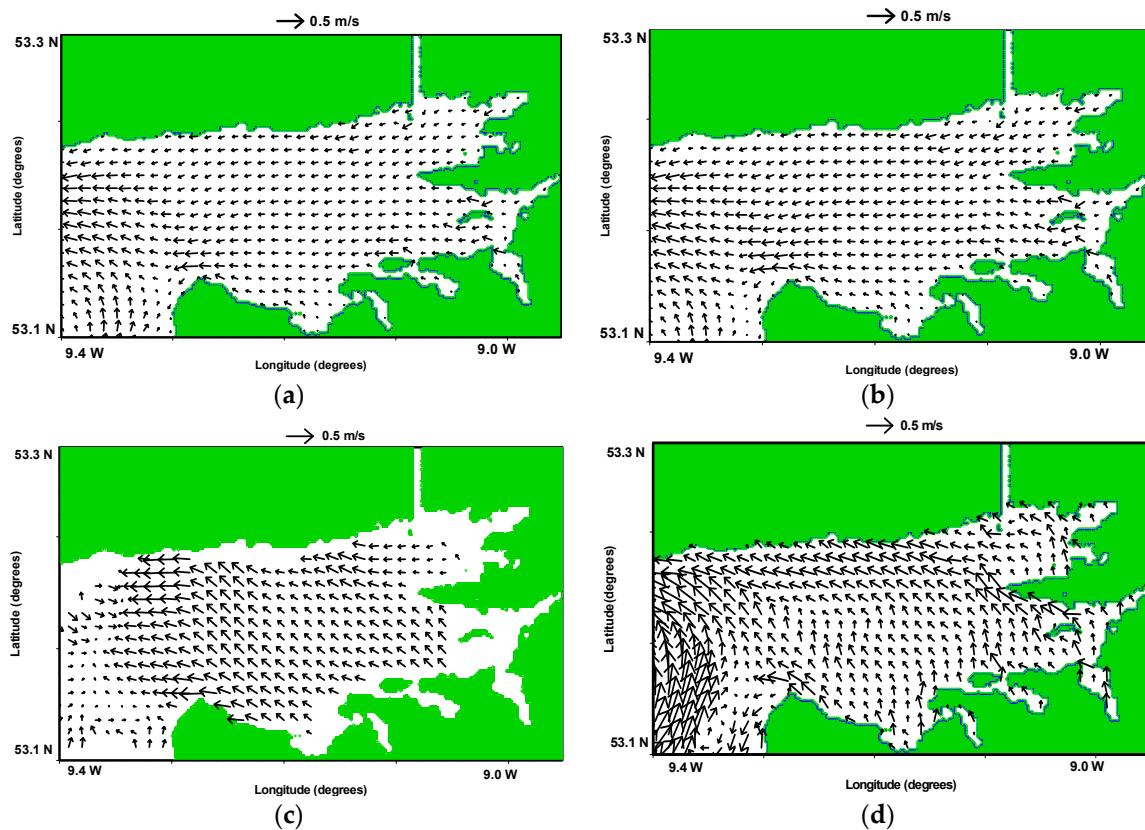 0.5 m/s
53.3 N
Latitude (degrees)
53.1 N
9.4 W
9.0 W
Longitude (degrees)
(a)
0.5 m/s
53.3 N
Latitude (degrees)
53.1 N
9.4 W
9.0 W
Longitude (degrees)
(b)
0.5 m/s
53.3 N
Latitude (degrees)
53.1 N
9.4 W
9.0 W
Longitude (degrees)
(c)
0.5 m/s
53.3 N
Latitude (degrees)
53.1 N
9.4 W
9.0 W
Longitude (degrees)
(d)